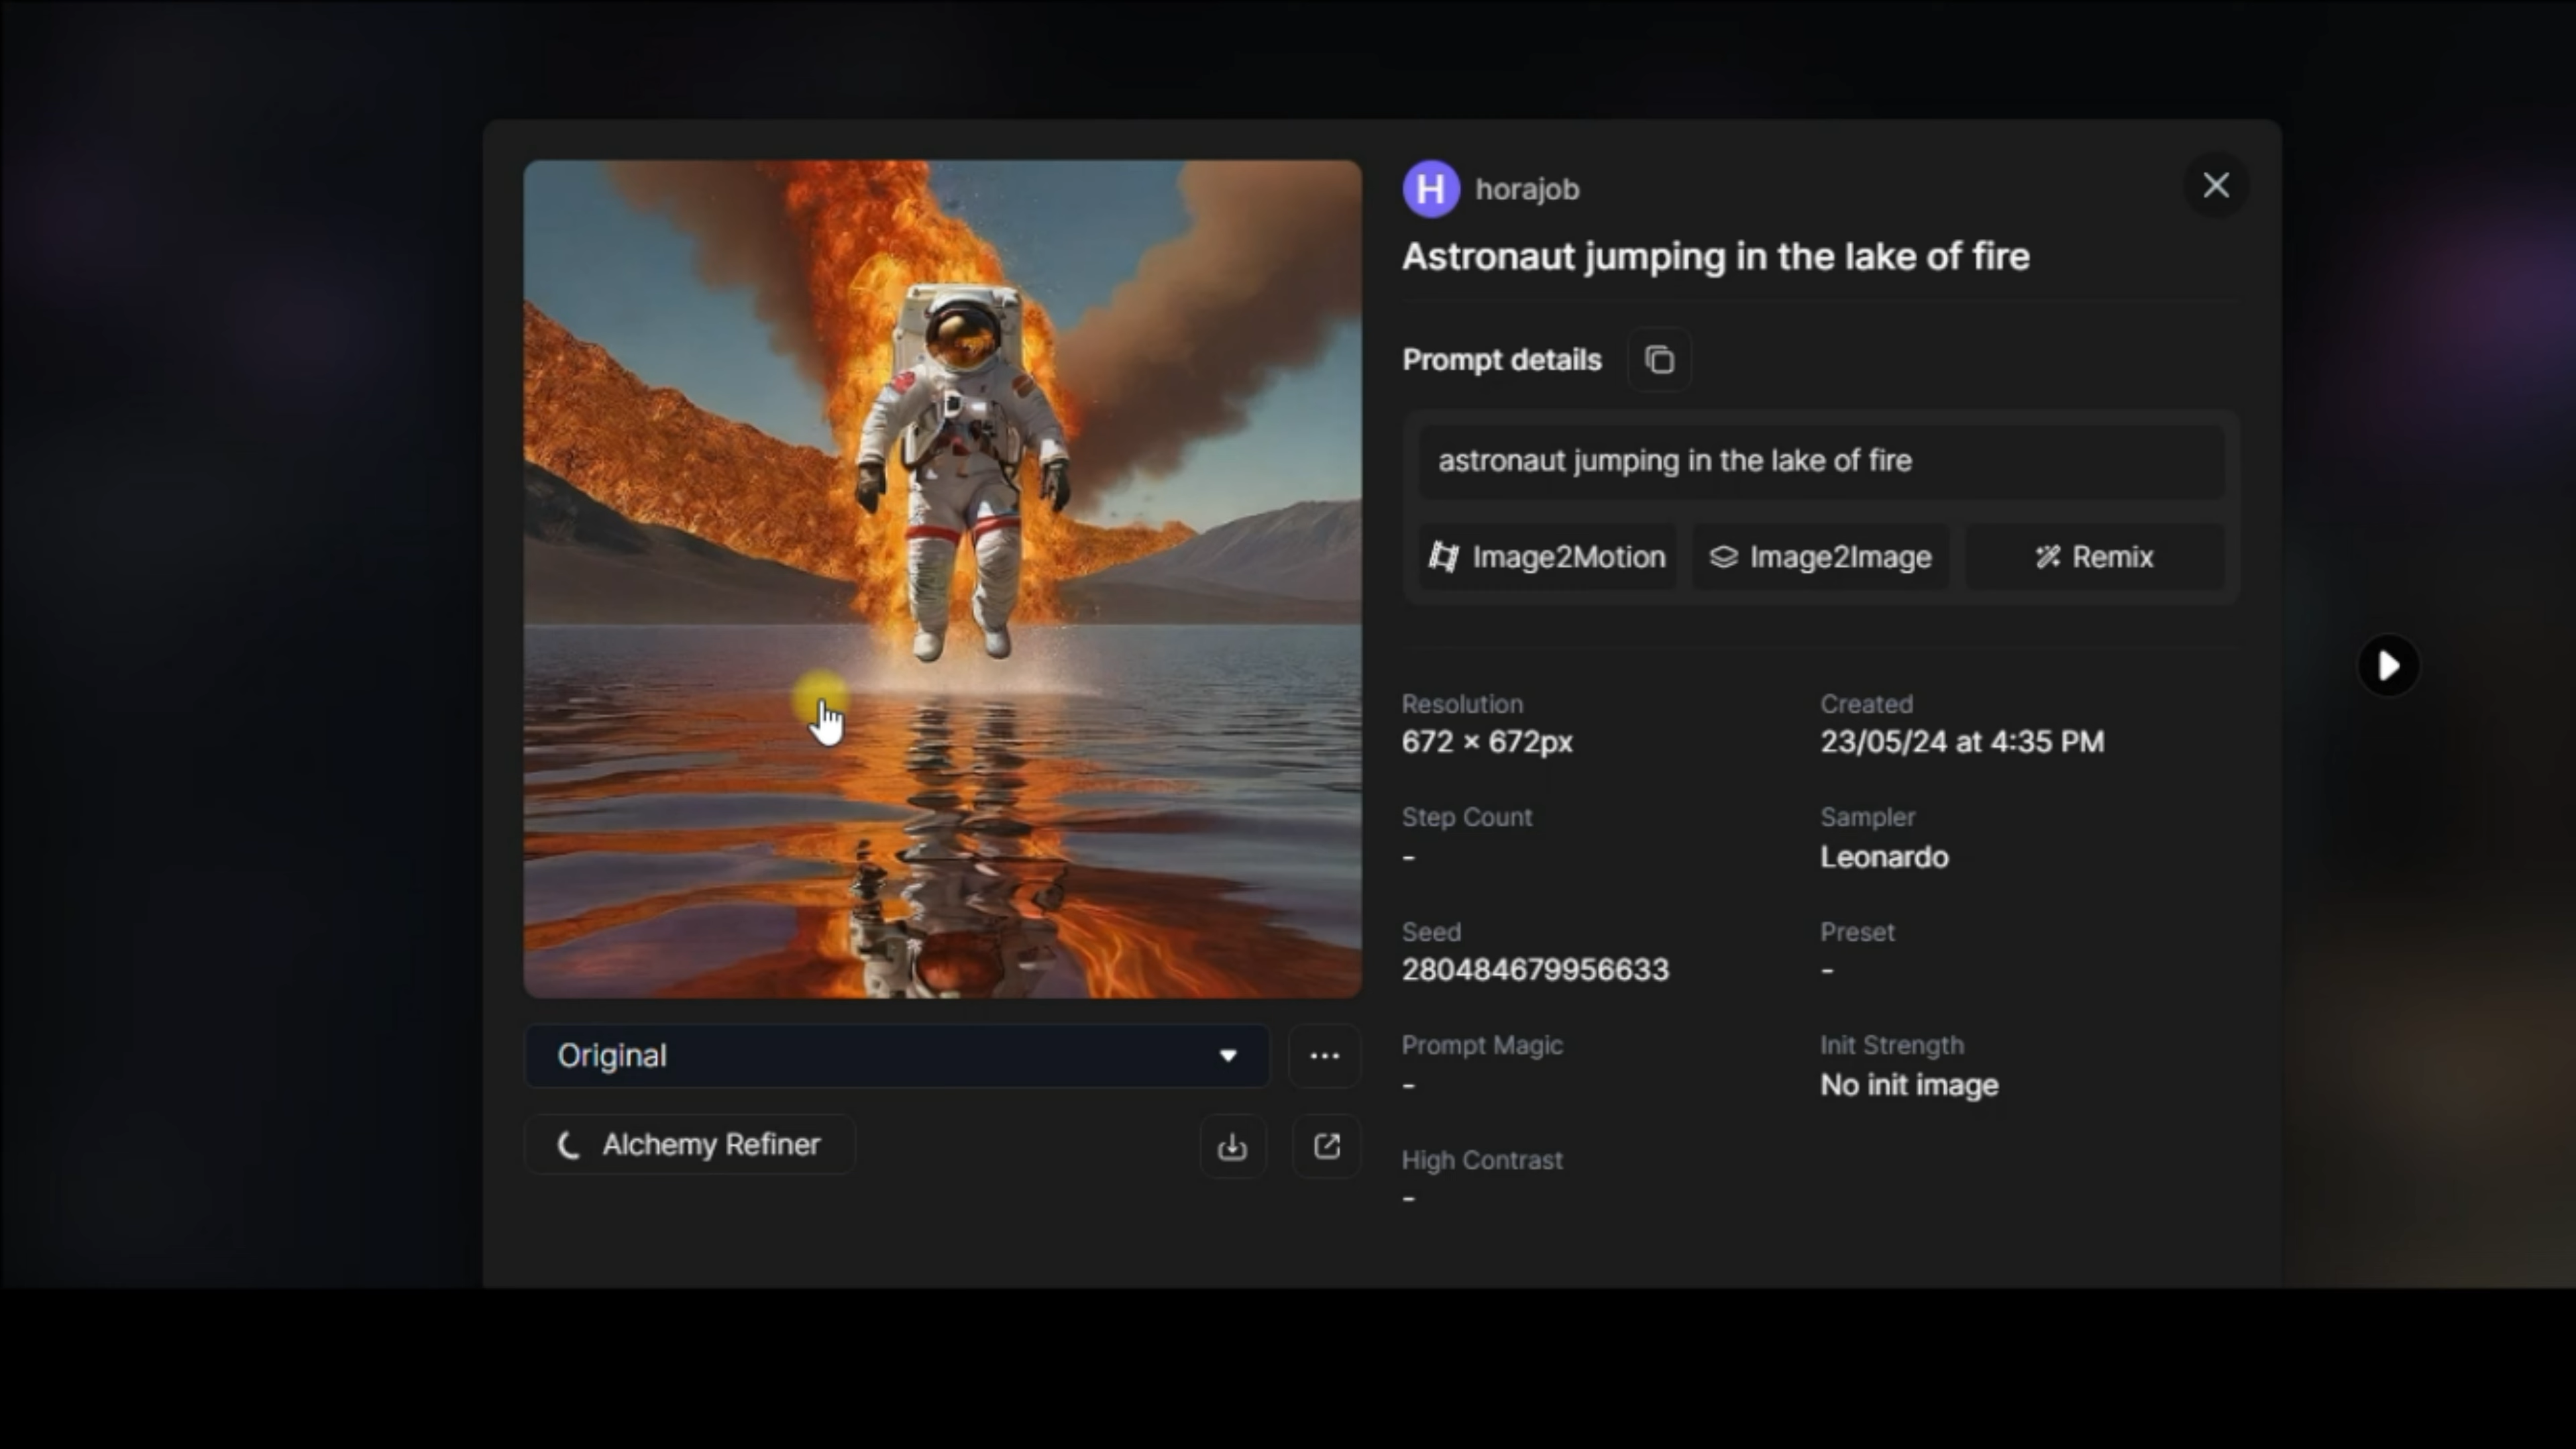 H horajob
Astronaut jumping in the lake of fire
Prompt details
astronaut jumping in the lake of fire
Image2Motion Image2Image Remix
Resolution Created
672 × 672px 23/05/24 at 4:35 PM
Step Count Sampler
- Leonardo
Seed Preset
280484679956633 -
Prompt Magic Init Strength
- No init image
High Contrast
-
Original
Alchemy Refiner